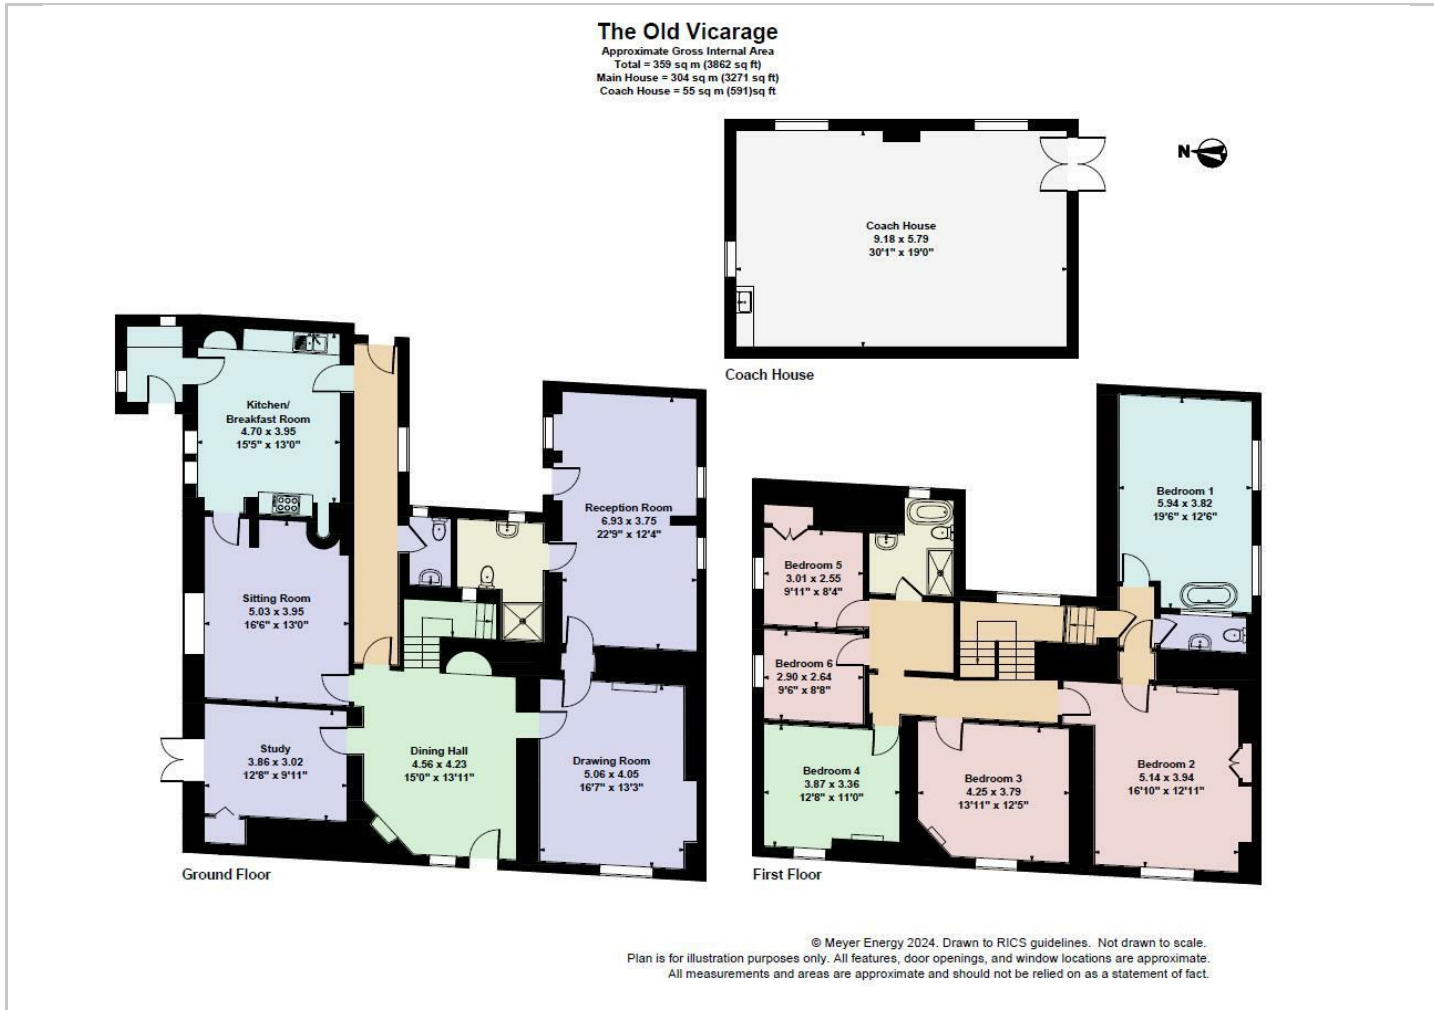 The Old Vicarage
Approximate Gross Internal Area
Total = 359 sq m (3862 sq ft)
Main House = 304 sq m (3271 sq ft)
Coach House = 55 sq m (591)sq ft
N
Coach House
9.18 x 5.79
30'1" x 19'0"
Coach House
Kitchen/
Breakfast Room
4.70 x 3.95
15'5" x 13'0"
Reception Room
6.93 x 3.75
22'9" x 12'4"
Sitting Room
5.03 x 3.95
16'6" x 13'0"
Study
3.86 x 3.02
12'8" x 9'11"
Dining Hall
4.56 x 4.23
15'0" x 13'11"
Drawing Room
5.06 x 4.05
16'7" x 13'3"
Ground Floor
Bedroom 1
5.94 x 3.82
19'6" x 12'6"
Bedroom 5
3.01 x 2.55
9'11" x 8'4"
Bedroom 6
2.90 x 2.64
9'6" x 8'8"
Bedroom 4
3.87 x 3.36
12'8" x 11'0"
Bedroom 3
4.25 x 3.79
13'11" x 12'5"
Bedroom 2
5.14 x 3.94
16'10" x 12'11"
First Floor
© Meyer Energy 2024. Drawn to RICS guidelines. Not drawn to scale.
Plan is for illustration purposes only. All features, door openings, and window locations are approximate.
All measurements and areas are approximate and should not be relied on as a statement of fact.